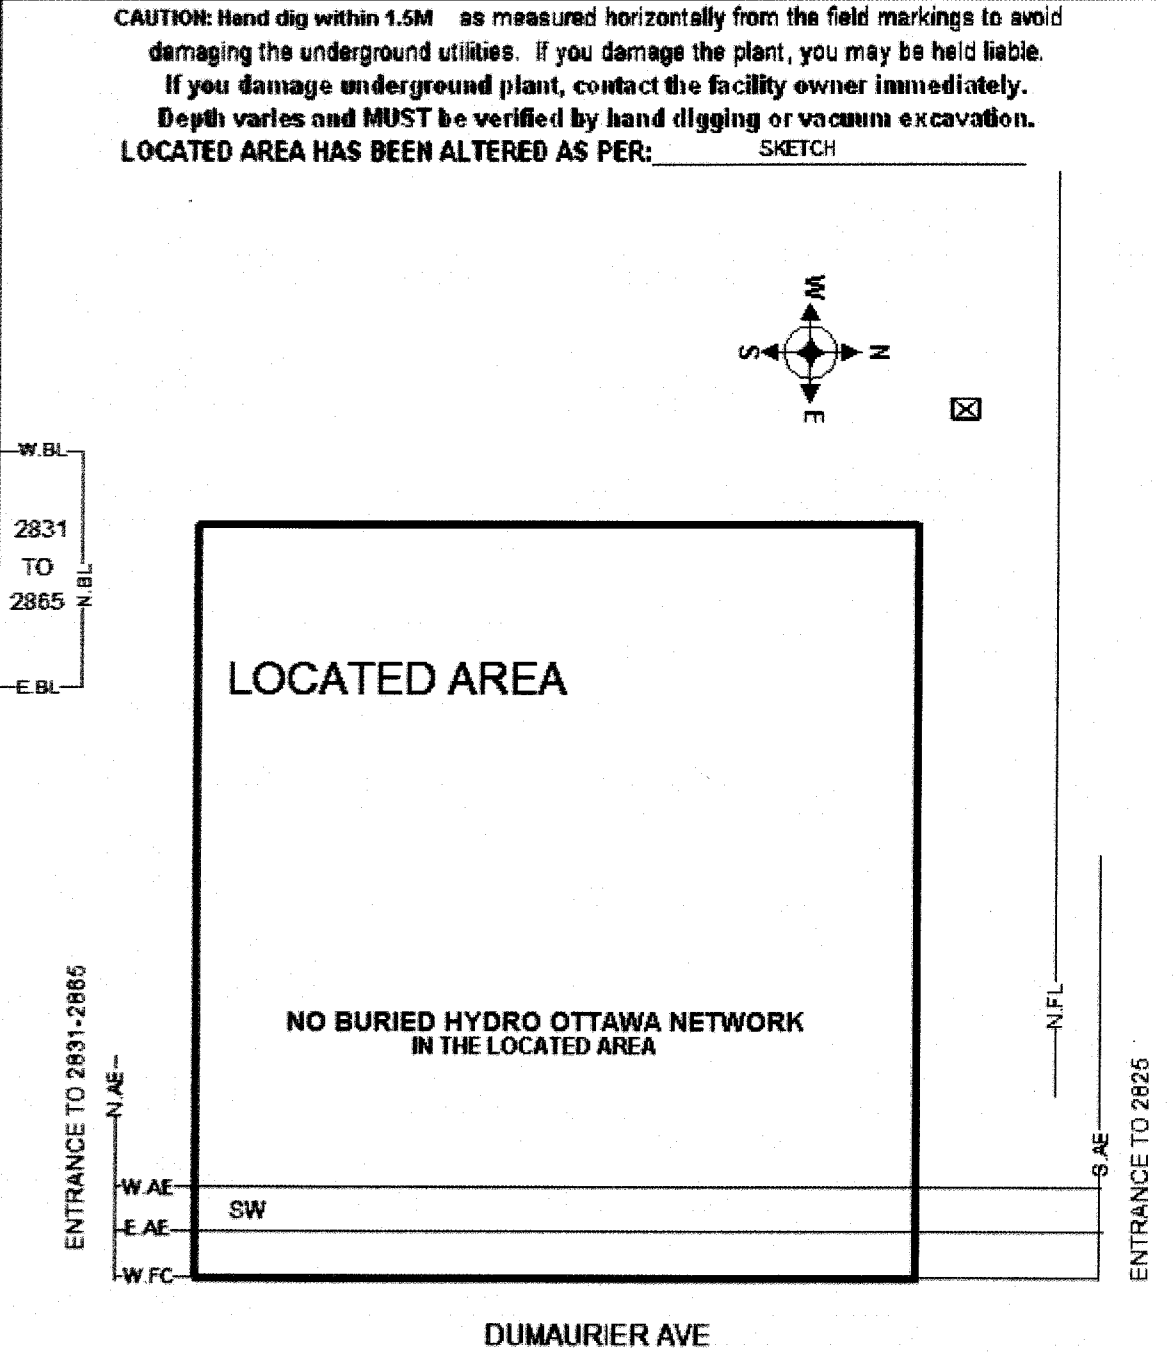 CAUTION: Hand dig within 1.5M as measured horizontally from the field markings to avoid
damaging the underground utilities. If you damage the plant, you may be held liable.
If you damage underground plant, contact the facility owner immediately.
Depth varies and MUST be verified by hand digging or vacuum excavation.
LOCATED AREA HAS BEEN ALTERED AS PER: SKETCH
W
S N
E
W.BL
2831
TO
2865
N.BL
E.BL
LOCATED AREA
NO BURIED HYDRO OTTAWA NETWORK
IN THE LOCATED AREA
ENTRANCE TO 2831-2865
N.AE
W.AE
SW
E.AE
W.FC
N.FL
S.AE
ENTRANCE TO 2825
DUMAURIER AVE